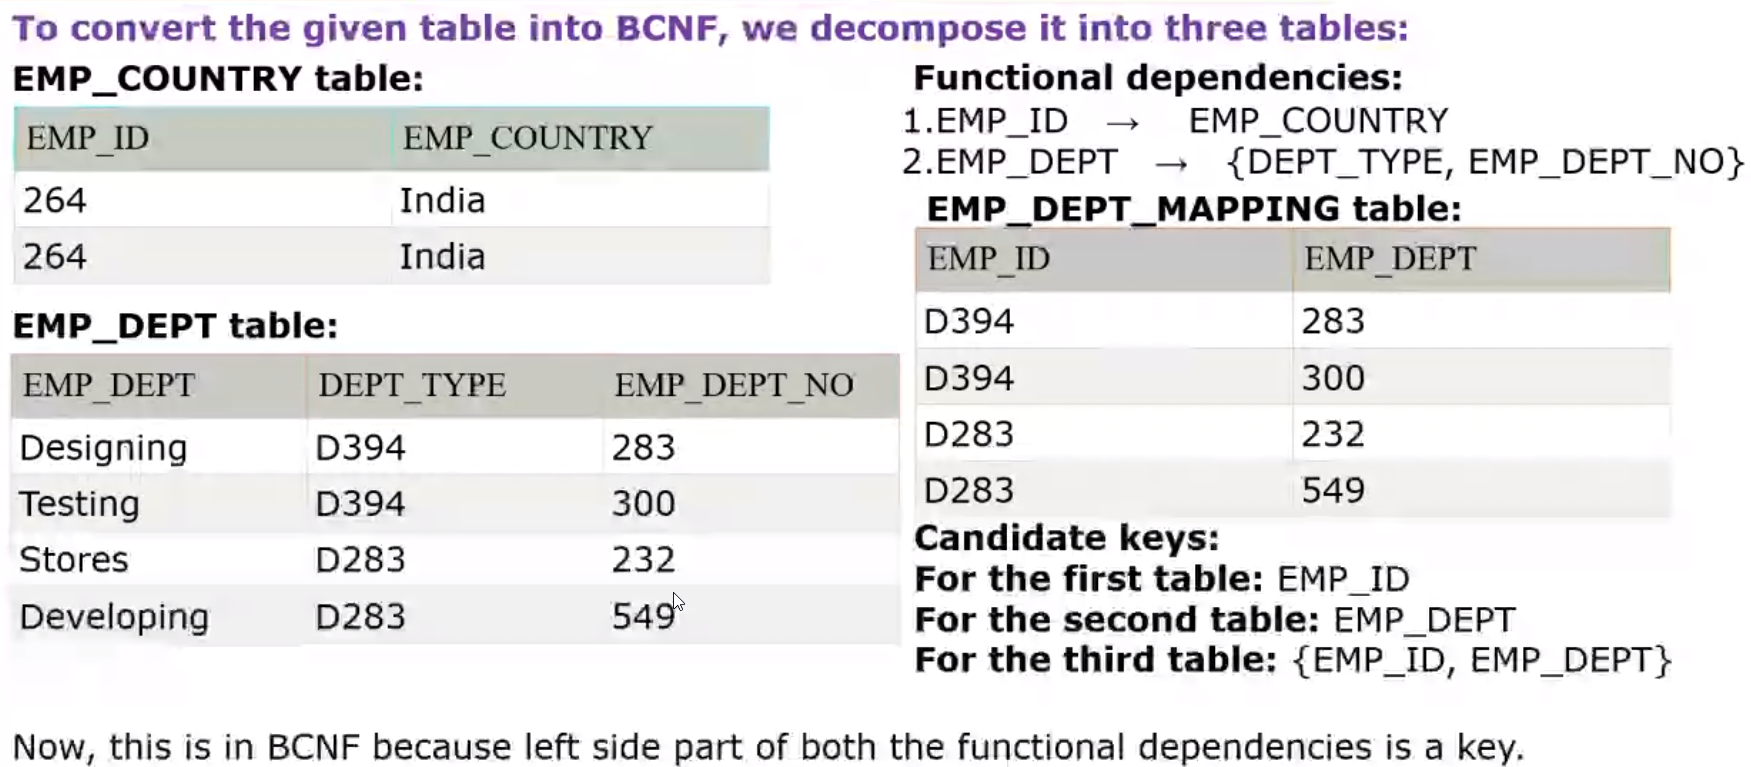 To convert the given table into BCNF, we decompose it into three tables:
EMP_COUNTRY table:
EMP_ID EMP_COUNTRY
264 India
264 India
EMP_DEPT table:
EMP_DEPT DEPT_TYPE EMP_DEPT_NO
Designing D394 283
Testing D394 300
Stores D283 232
Developing D283 549
Functional dependencies:
1.EMP_ID → EMP_COUNTRY
2.EMP_DEPT → {DEPT_TYPE, EMP_DEPT_NO}
EMP_DEPT_MAPPING table:
EMP_ID EMP_DEPT
D394 283
D394 300
D283 232
D283 549
Candidate keys:
For the first table: EMP_ID
For the second table: EMP_DEPT
For the third table: {EMP_ID, EMP_DEPT}
Now, this is in BCNF because left side part of both the functional dependencies is a key.